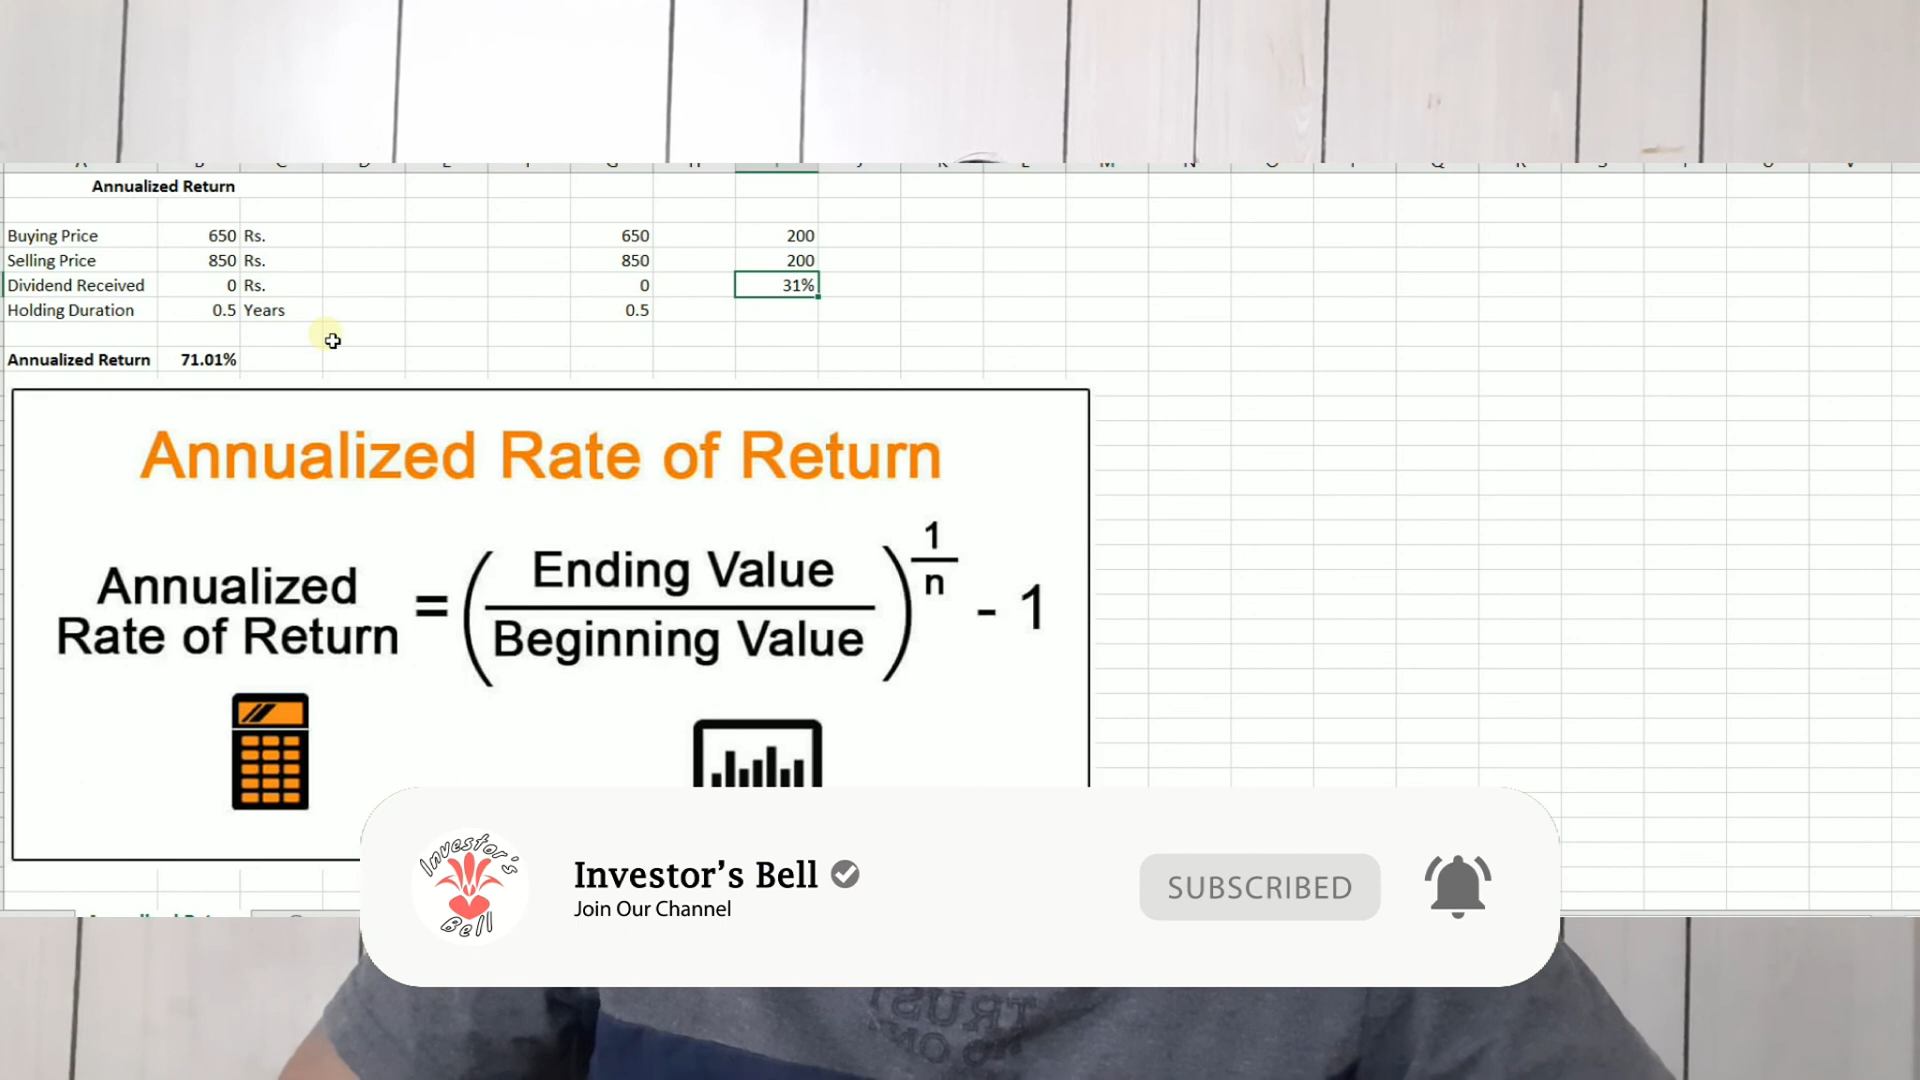 Annualized Return
Buying Price 650 Rs. 650 200
Selling Price 850 Rs. 850 200
Dividend Received 0 Rs. 0 31%
Holding Duration 0.5 Years 0.5
Annualized Return 71.01%
Annualized Rate of Return
Annualized Rate of Return = (Ending Value / Beginning Value)^1/n - 1
Investor's Bell
Investor's Bell
Join Our Channel
SUBSCRIBED